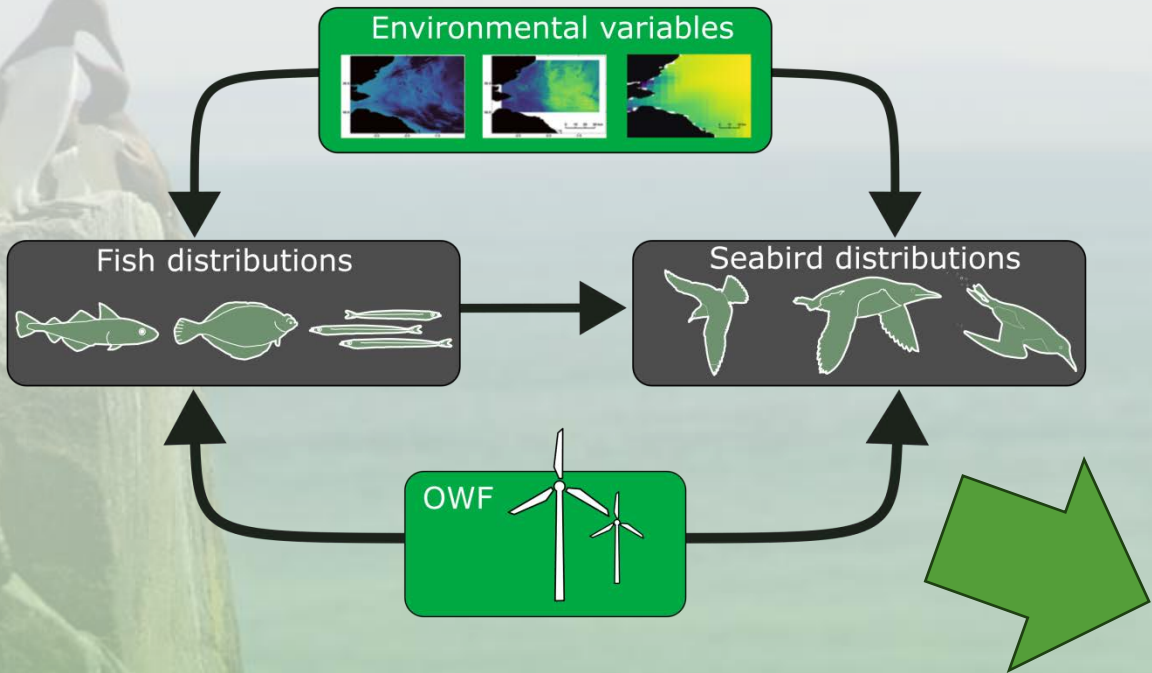 Environmental variables
Fish distributions
Seabird distributions
OWF